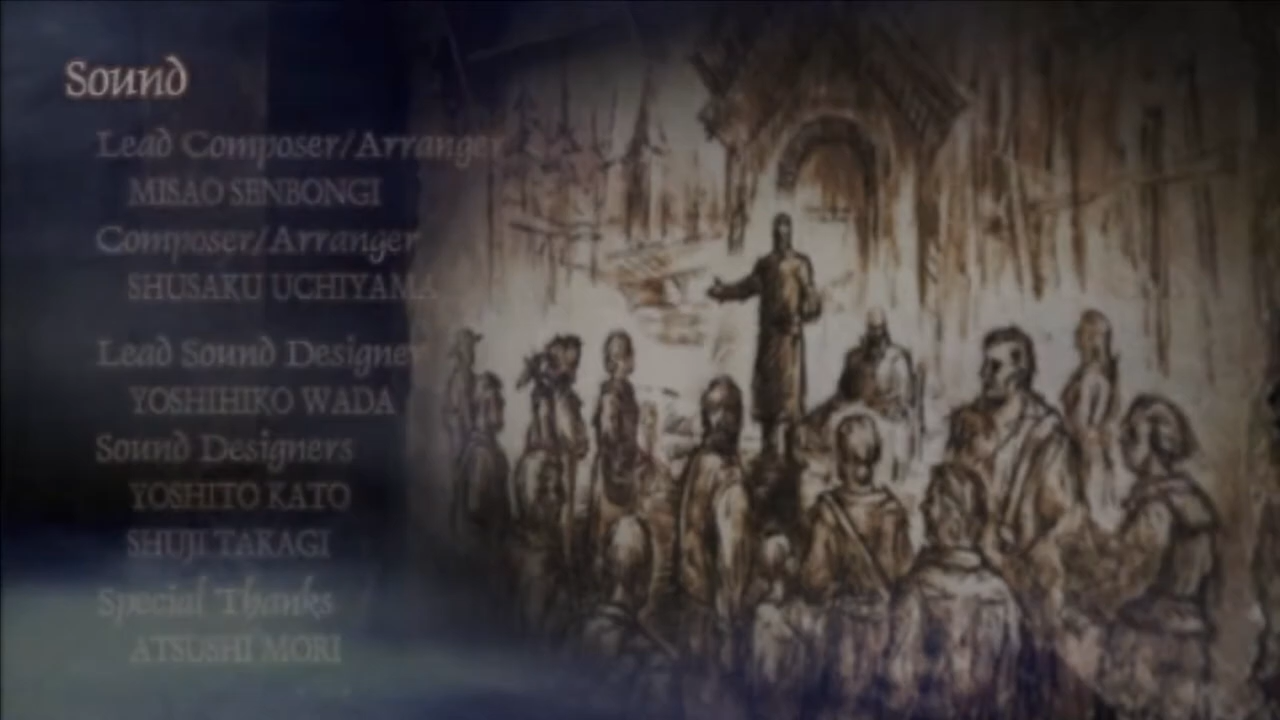 Sound
Lead Composer/Arranger
MISAO SENBONGI
Composer/Arranger
SHUSAKU UCHIYAMA
Lead Sound Designer
YOSHIHIKO WADA
Sound Designers
YOSHITO KATO
SHUJI TAKAGI
Special Thanks
ATSUSHI MORI